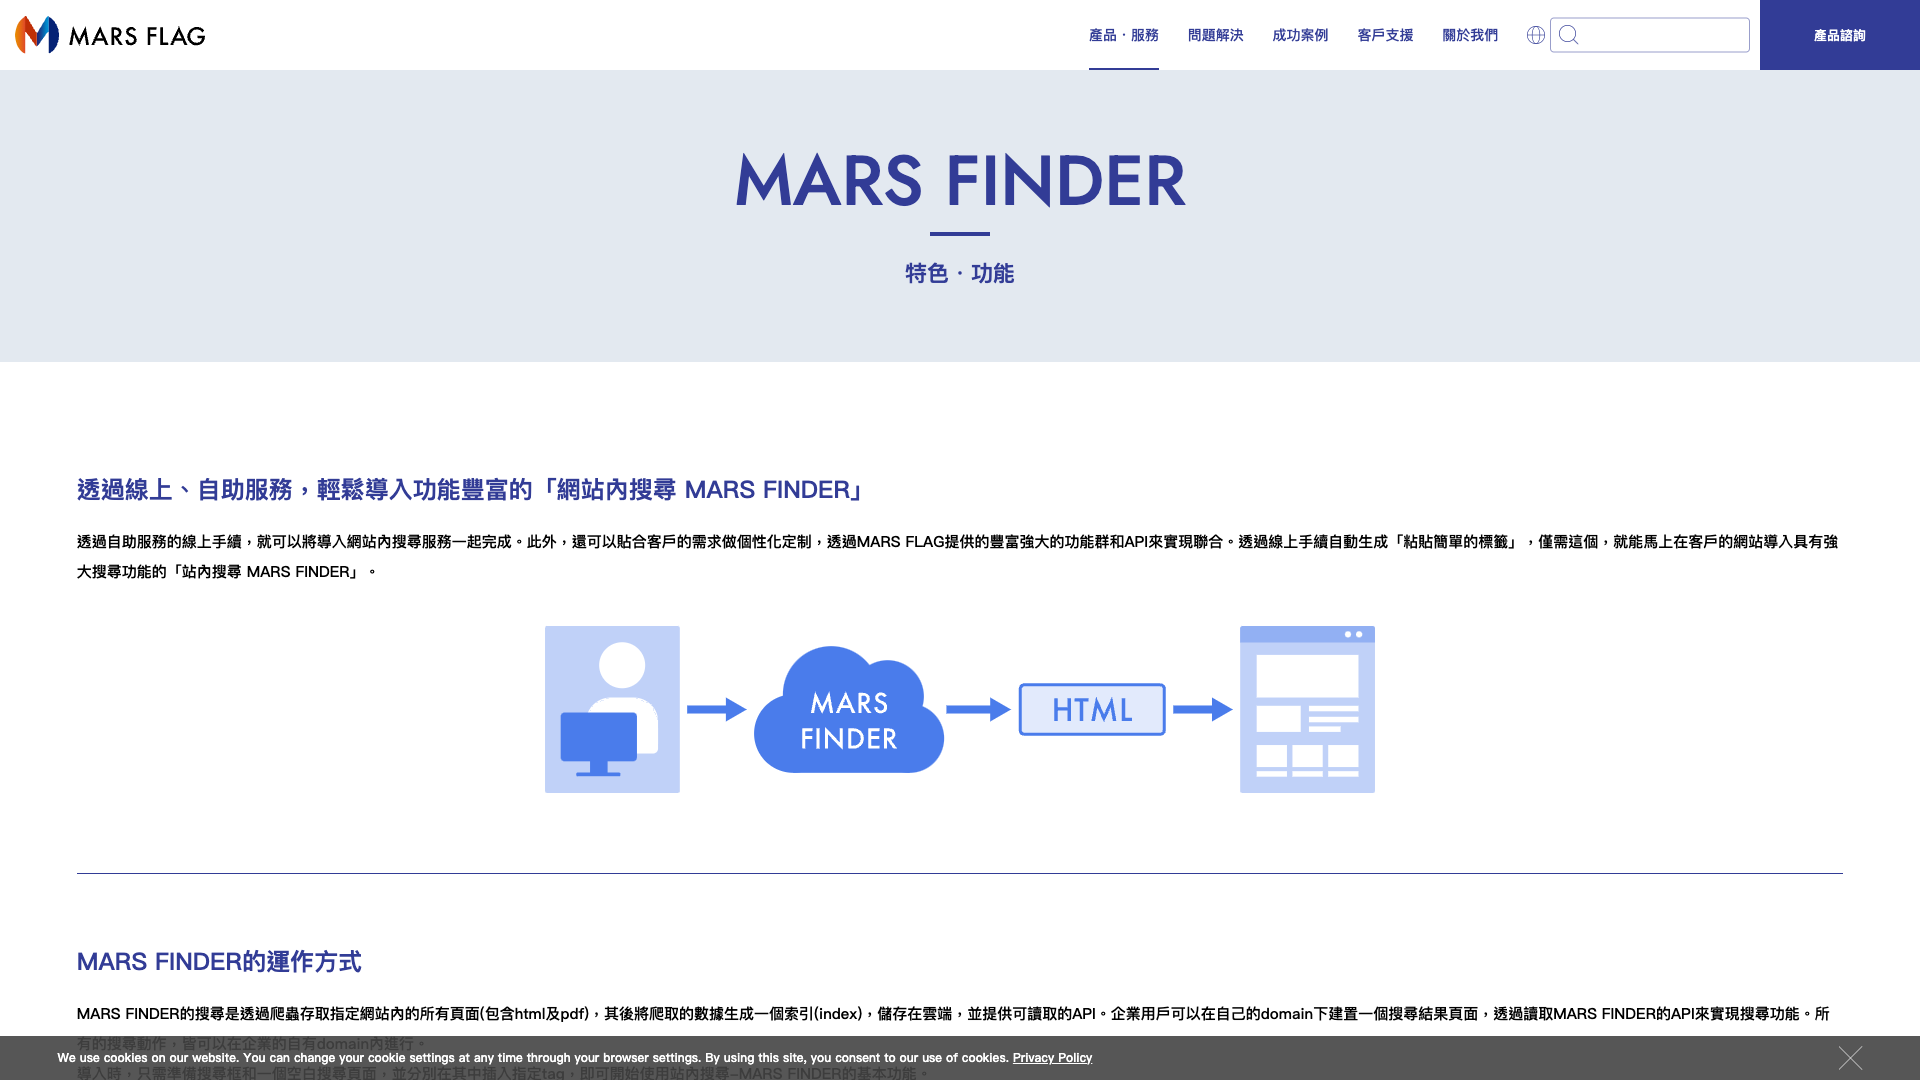 MARS FLAG
產品・服務
問題解決
成功案例
客戶支援
關於我們
產品諮詢
MARS FINDER
特色・功能
透過線上、自助服務，輕鬆導入功能豐富的「網站內搜尋 MARS FINDER」
透過自助服務的線上手續，就可以將導入網站內搜尋服務一起完成。此外，還可以貼合客戶的需求做個性化定制，透過MARS FLAG提供的豐富強大的功能群和API來實現聯合。透過線上手續自動生成「粘貼簡單的標籤」，僅需這個，就能馬上在客戶的網站導入具有強
大搜尋功能的「站內搜尋 MARS FINDER」。
MARS
FINDER
HTML
MARS FINDER的運作方式
MARS FINDER的搜尋是透過爬蟲存取指定網站內的所有頁面(包含html及pdf)，其後將爬取的數據生成一個索引(index)，儲存在雲端，並提供可讀取的API。企業用戶可以在自己的domain下建置一個搜尋結果頁面，透過讀取MARS FINDER的API來實現搜尋功能。所
有的搜尋動作，皆可以在企業的自有domain內進行。
We use cookies on our website. You can change your cookie settings at any time through your browser settings. By using this site, you consent to our use of cookies. Privacy Policy
導入時，只需準備搜尋框和一個空白搜尋頁面，並分別在其中插入指定tag，即可開始使用站內搜尋–MARS FINDER的基本功能。